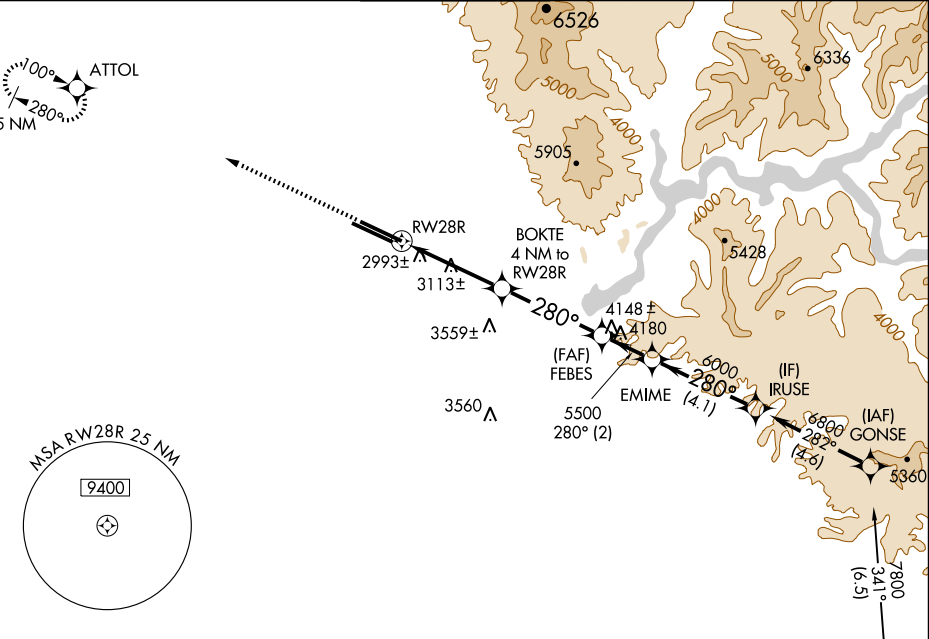 6526
6336
5000
5000
100°
ATTOL
280°
5 NM
4000
5905
4000
5428
RW28R
2993±
3113±
BOKTE
4 NM to
RW28R
280°
3559±
4148±
4180
4000
(FAF)
FEBES
EMIME
6000
280°
(4.1)
(IF)
IRUSE
5500
280° (2)
3560
6800
282°
(4.6)
(IAF)
GONSE
5360
MSA RW28R 25 NM
9400
7800
341°
(6.5)